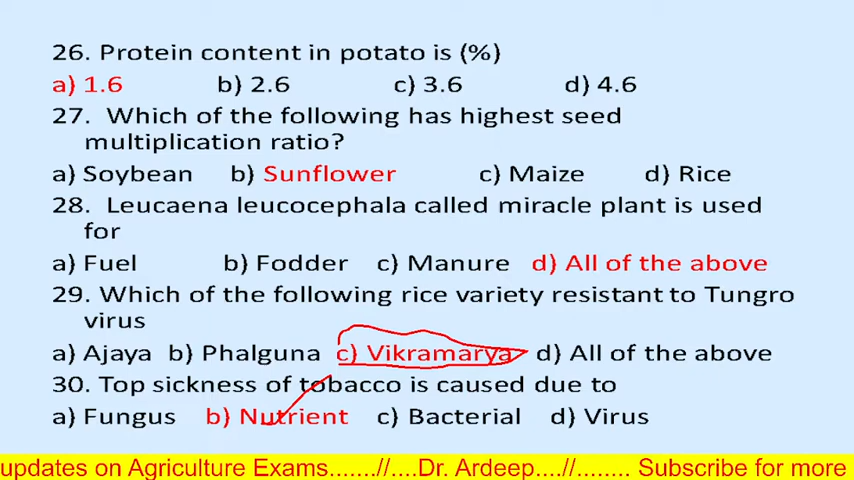 26. Protein content in potato is (%)
a) 1.6 b) 2.6 c) 3.6 d) 4.6
27. Which of the following has highest seed
multiplication ratio?
a) Soybean b) Sunflower c) Maize d) Rice
28. Leucaena leucocephala called miracle plant is used
for
a) Fuel b) Fodder c) Manure d) All of the above
29. Which of the following rice variety resistant to Tungro
virus
a) Ajaya b) Phalguna c) Vikramarya d) All of the above
30. Top sickness of tobacco is caused due to
a) Fungus b) Nutrient c) Bacterial d) Virus
updates on Agriculture Exams.......//....Dr. Ardeep....//........ Subscribe for more